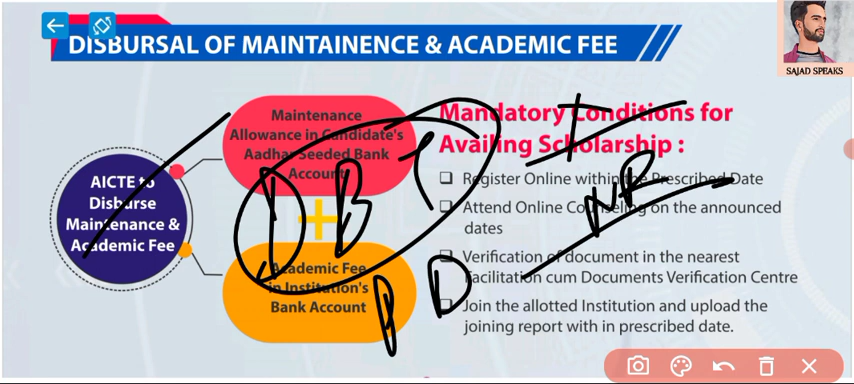 DISBURSAL OF MAINTAINENCE & ACADEMIC FEE
SAJAD SPEAKS
AICTE to
Disburse
Maintenance &
Academic Fee
Maintenance
Allowance in Candidate's
Aadhar Seeded Bank
Account
+
Academic Fee
in Institution's
Bank Account
Mandatory Conditions for
Availing Scholarship :
Register Online within the Prescribed Date
Attend Online Counseling on the announced
dates
Verification of document in the nearest
Facilitation cum Documents Verification Centre
Join the allotted Institution and upload the
joining report with in prescribed date.
D B
D